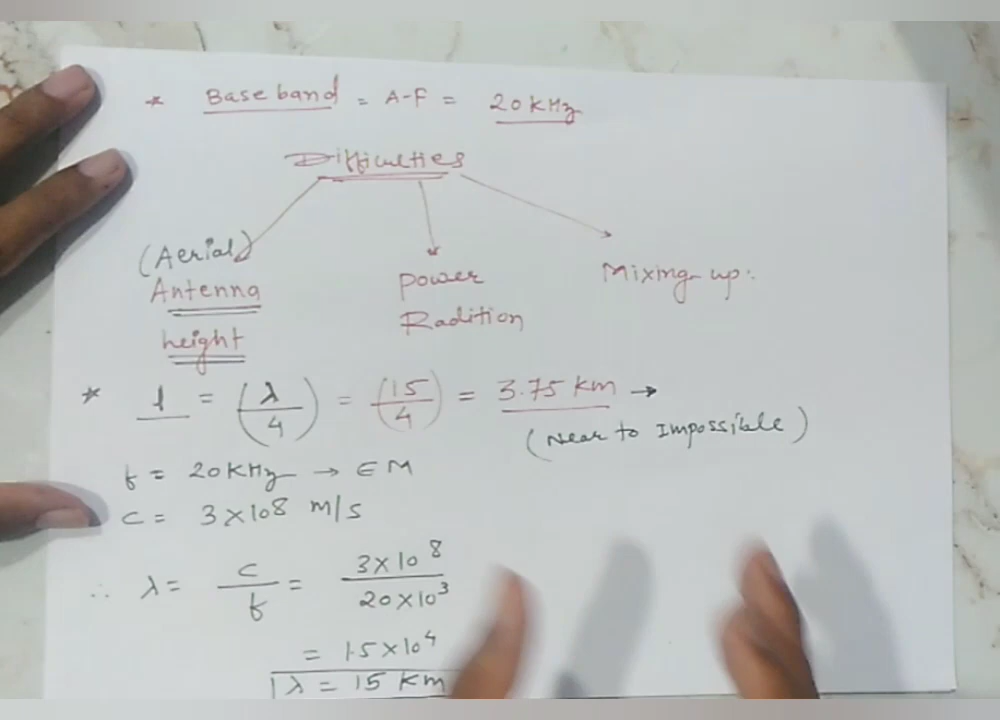 * Base band = A-F = 20 KHz
Difficulties
(Aerial)
Antenna
height
Power
Radition
Mixing up:
* l = (λ/4) = (15/4) = 3.75 km →
(Near to Impossible)
f = 20 KHz → EM
c = 3×10⁸ m/s
∴ λ = c/f = 3×10⁸/20×10³
= 1.5×10⁴
λ = 15 Km